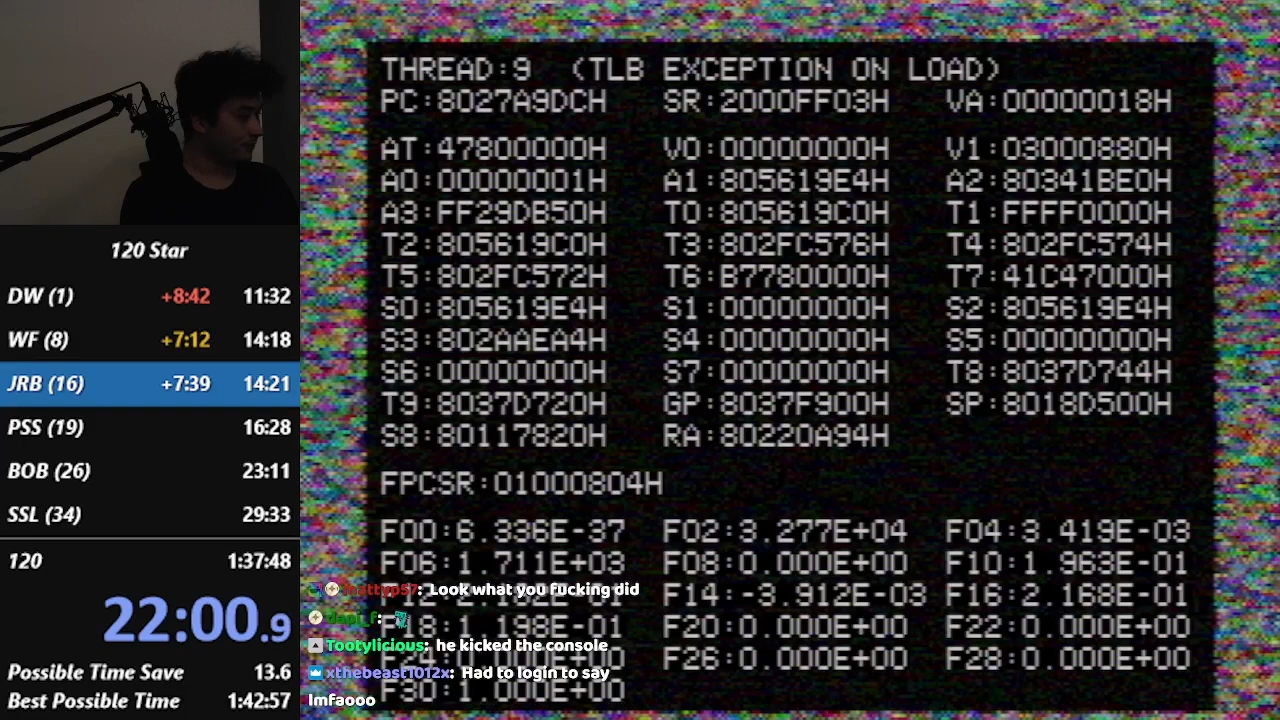 120 Star
DW (1) +8:42 11:32
WF (8) +7:12 14:18
JRB (16) +7:39 14:21
PSS (19) 16:28
BOB (26) 23:11
SSL (34) 29:33
120 1:37:48
22:00.9
Possible Time Save 13.6
Best Possible Time 1:42:57
THREAD:9 (TLB EXCEPTION ON LOAD)
PC:8027A9DCH SR:2000FF03H VA:00000018H
AT:47800000H V0:00000000H V1:03000880H
A0:00000001H A1:805619E4H A2:80341BE0H
A3:FF29DB50H T0:805619C0H T1:FFFF0000H
T2:805619C0H T3:802FC576H T4:802FC574H
T5:802FC572H T6:B7780000H T7:41C47000H
S0:805619E4H S1:00000000H S2:805619E4H
S3:802AAEA4H S4:00000000H S5:00000000H
S6:00000000H S7:00000000H T8:8037D744H
T9:8037D720H GP:8037F900H SP:8018D500H
S8:80117820H RA:80220A94H
FPCSR:01000804H
F00:6.336E-37 F02:3.277E+04 F04:3.419E-03
F06:1.711E+03 F08:0.000E+00 F10:1.963E-01
F14:-3.912E-03 F16:2.168E-01
F20:0.000E+00 F22:0.000E+00
F26:0.000E+00 F28:0.000E+00
F30:1.000E+00
Look what you fucking did
Tootylicious: he kicked the console
xthebeast1012x: Had to login to say
lmfaooo